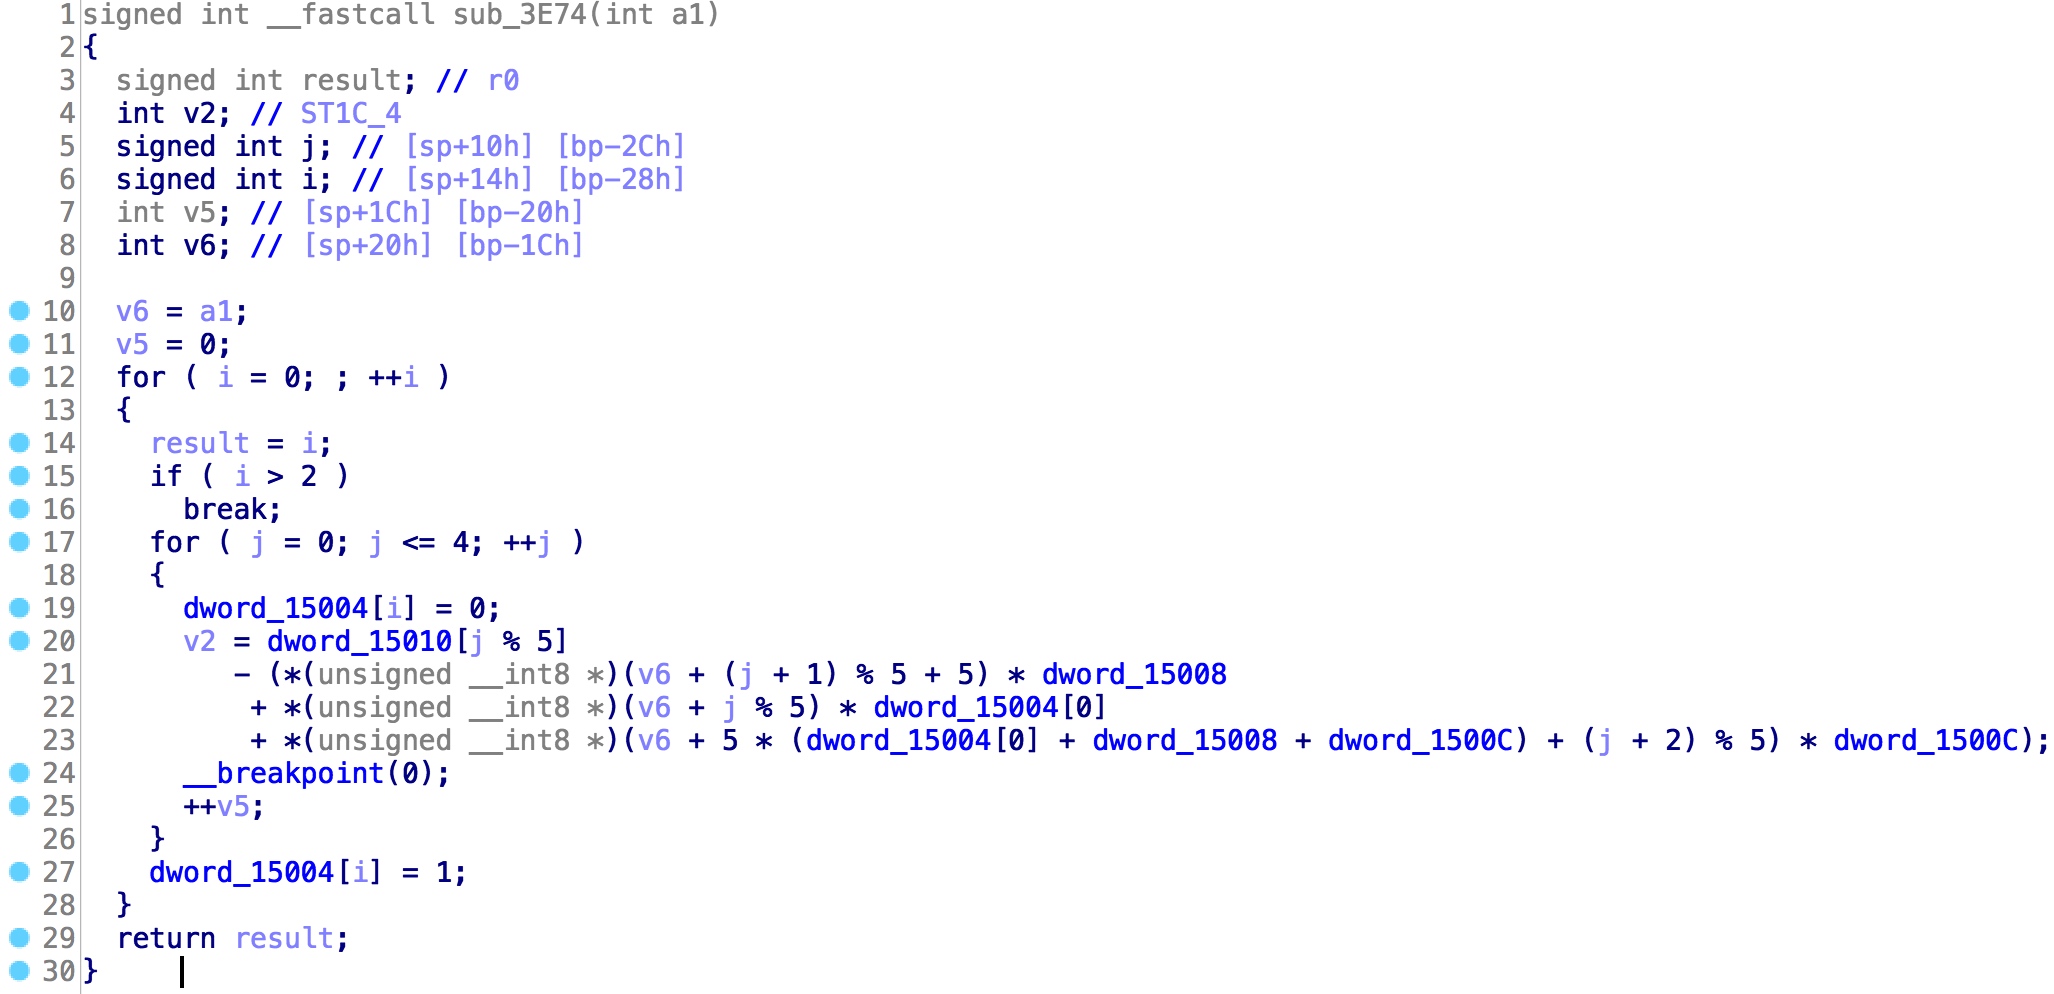 1 signed int __fastcall sub_3E74(int a1)
2 {
3   signed int result; // r0
4   int v2; // ST1C_4
5   signed int j; // [sp+10h] [bp-2Ch]
6   signed int i; // [sp+14h] [bp-28h]
7   int v5; // [sp+1Ch] [bp-20h]
8   int v6; // [sp+20h] [bp-1Ch]
9
10   v6 = a1;
11   v5 = 0;
12   for ( i = 0; ; ++i )
13   {
14     result = i;
15     if ( i > 2 )
16       break;
17     for ( j = 0; j <= 4; ++j )
18     {
19       dword_15004[i] = 0;
20       v2 = dword_15010[j % 5]
21          - (*(unsigned __int8 *)(v6 + (j + 1) % 5 + 5) * dword_15008
22           + *(unsigned __int8 *)(v6 + j % 5) * dword_15004[0]
23           + *(unsigned __int8 *)(v6 + 5 * (dword_15004[0] + dword_15008 + dword_1500C) + (j + 2) % 5) * dword_1500C);
24       __breakpoint(0);
25       ++v5;
26     }
27     dword_15004[i] = 1;
28   }
29   return result;
30 }